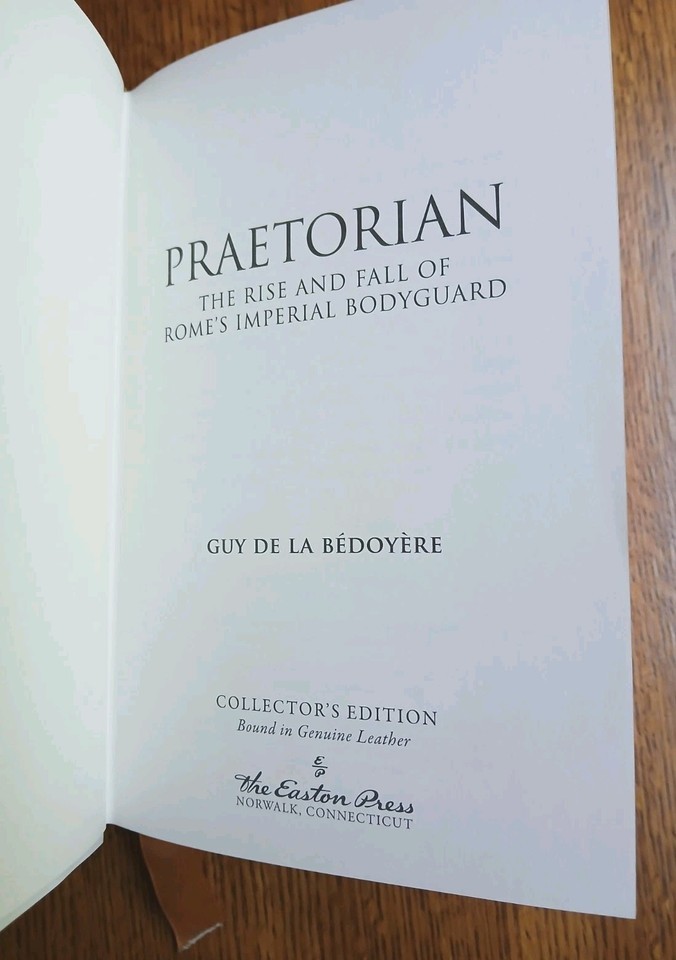 PRAETORIAN
THE RISE AND FALL OF
ROME'S IMPERIAL BODYGUARD
GUY DE LA BÉDOYÈRE
COLLECTOR'S EDITION
Bound in Genuine Leather
E
P
The Easton Press
NORWALK, CONNECTICUT